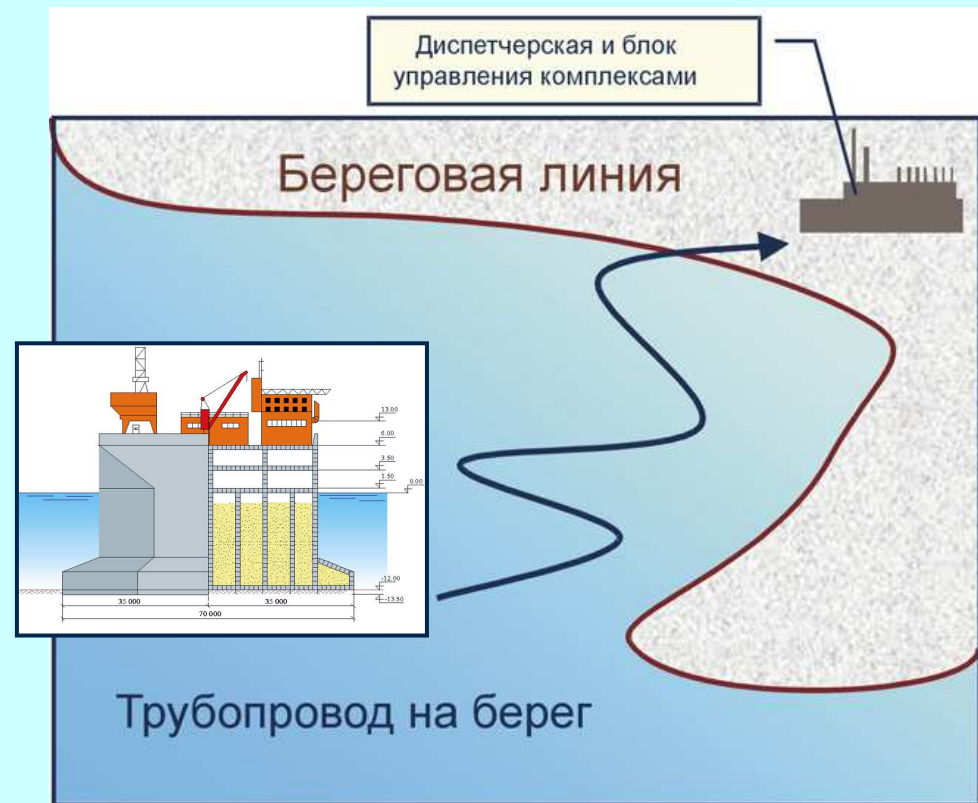 Диспетчерская и блок
управления комплексами
Береговая линия
13.00
6.00
3.50
1.50
0.00
-12.00
-13.50
35 000
35 000
70 000
Трубопровод на берег